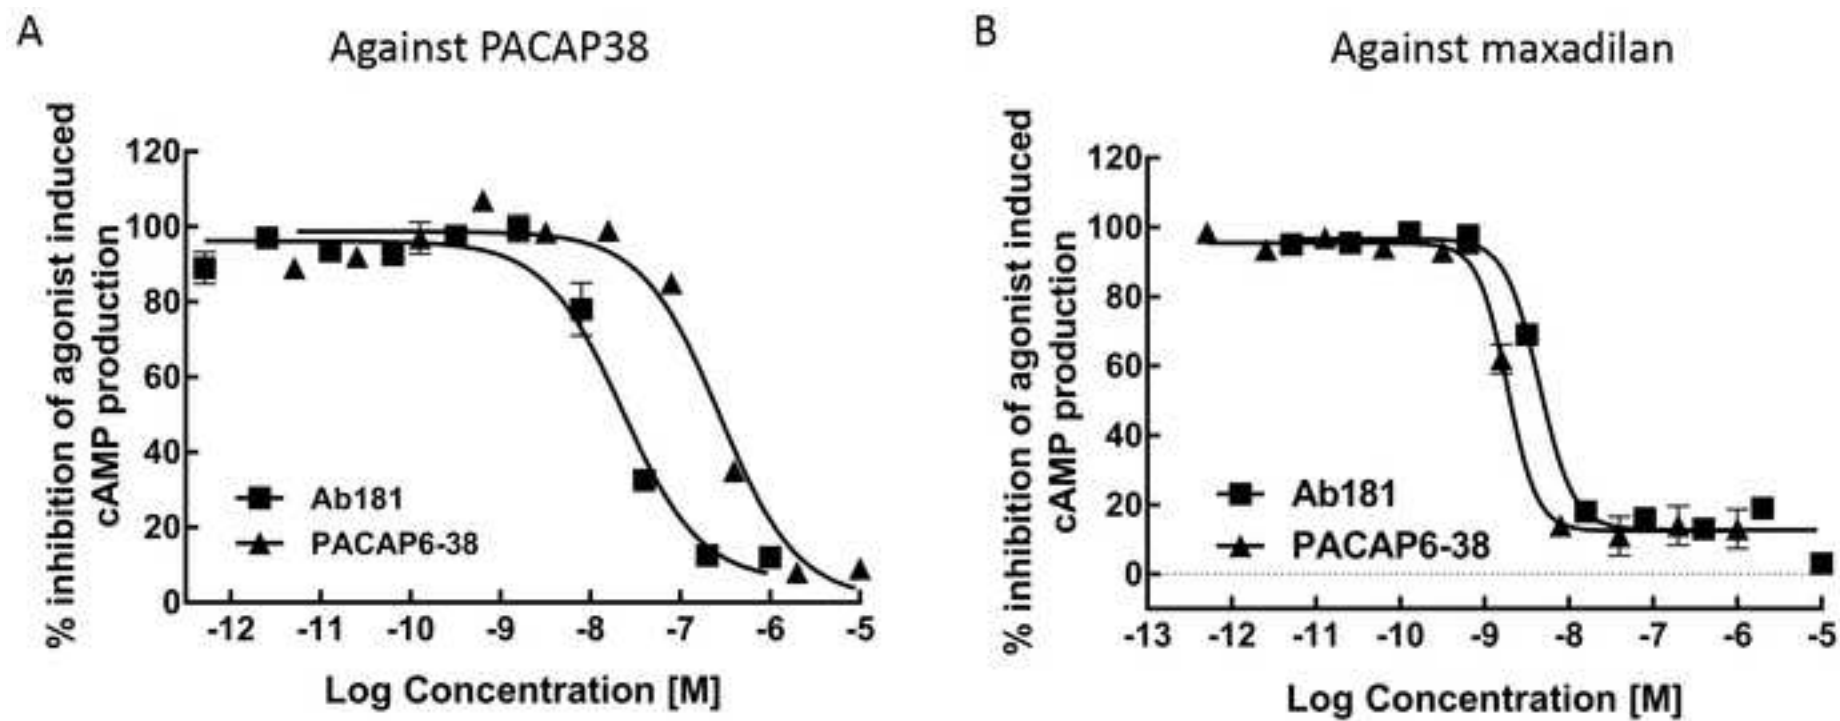 A
Against PACAP38
% inhibition of agonist induced
cAMP production
120
100
80
60
40
20
0
Ab181
PACAP6-38
-12 -11 -10 -9 -8 -7 -6 -5
Log Concentration [M]
B
Against maxadilan
% inhibition of agonist induced
cAMP production
120
100
80
60
40
20
0
Ab181
PACAP6-38
-13 -12 -11 -10 -9 -8 -7 -6 -5
Log Concentration [M]